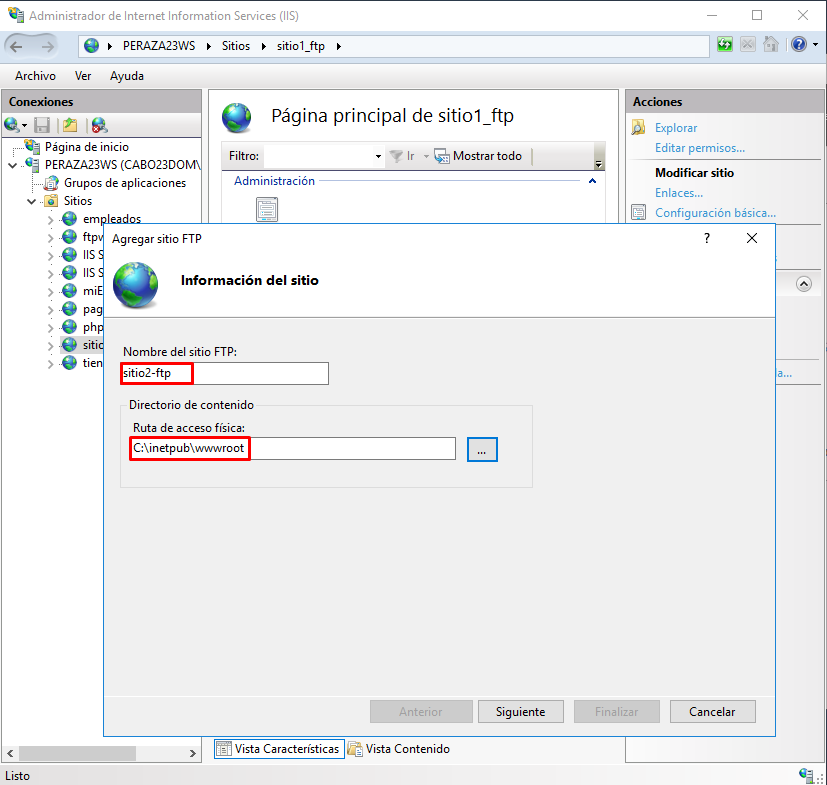 Administrador de Internet Information Services (IIS)
PERAZA23WS
Sitios
sitio1_ftp
Archivo Ver Ayuda
Conexiones
Página de inicio
PERAZA23WS (CABO23DOM\
Grupos de aplicaciones
Sitios
empleados
ftpv
IIS S
IIS S
miE
pag
php
sitio
tien
Página principal de sitio1_ftp
Filtro:
Ir
Mostrar todo
Administración
Acciones
Explorar
Editar permisos...
Modificar sitio
Enlaces...
Configuración básica...
s
a...
Agregar sitio FTP
?
Información del sitio
Nombre del sitio FTP:
sitio2-ftp
Directorio de contenido
Ruta de acceso física:
C:\inetpub\wwwroot
...
Anterior Siguiente Finalizar Cancelar
Vista Características Vista Contenido
Listo